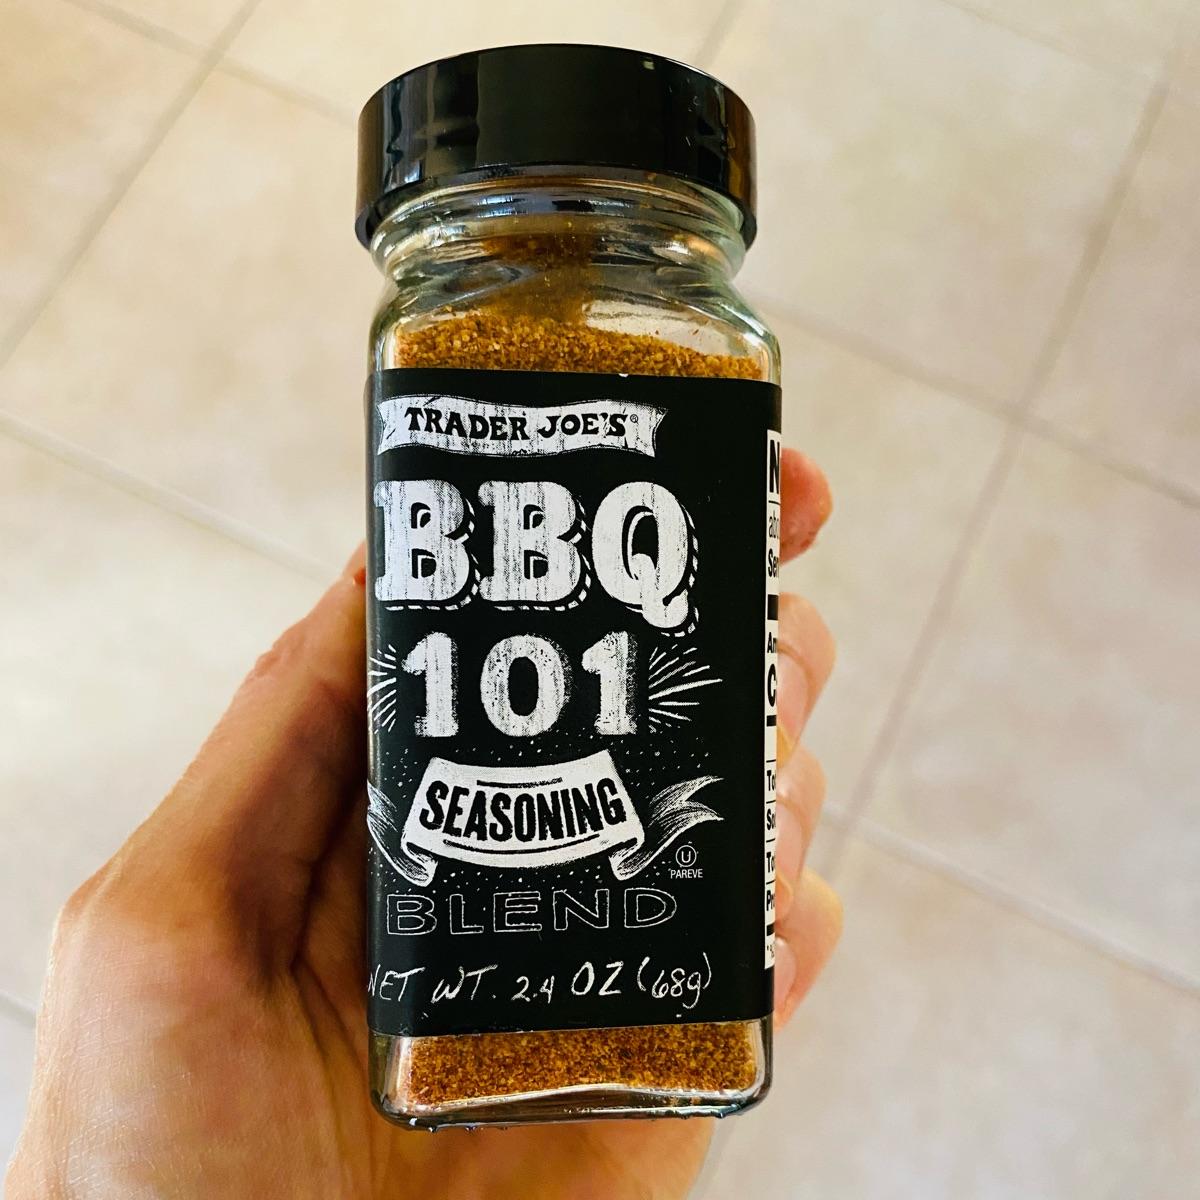 TRADER JOE'S®
BBQ
101
SEASONING
U
PAREVE
BLEND
NET WT. 2.4 OZ (68g)